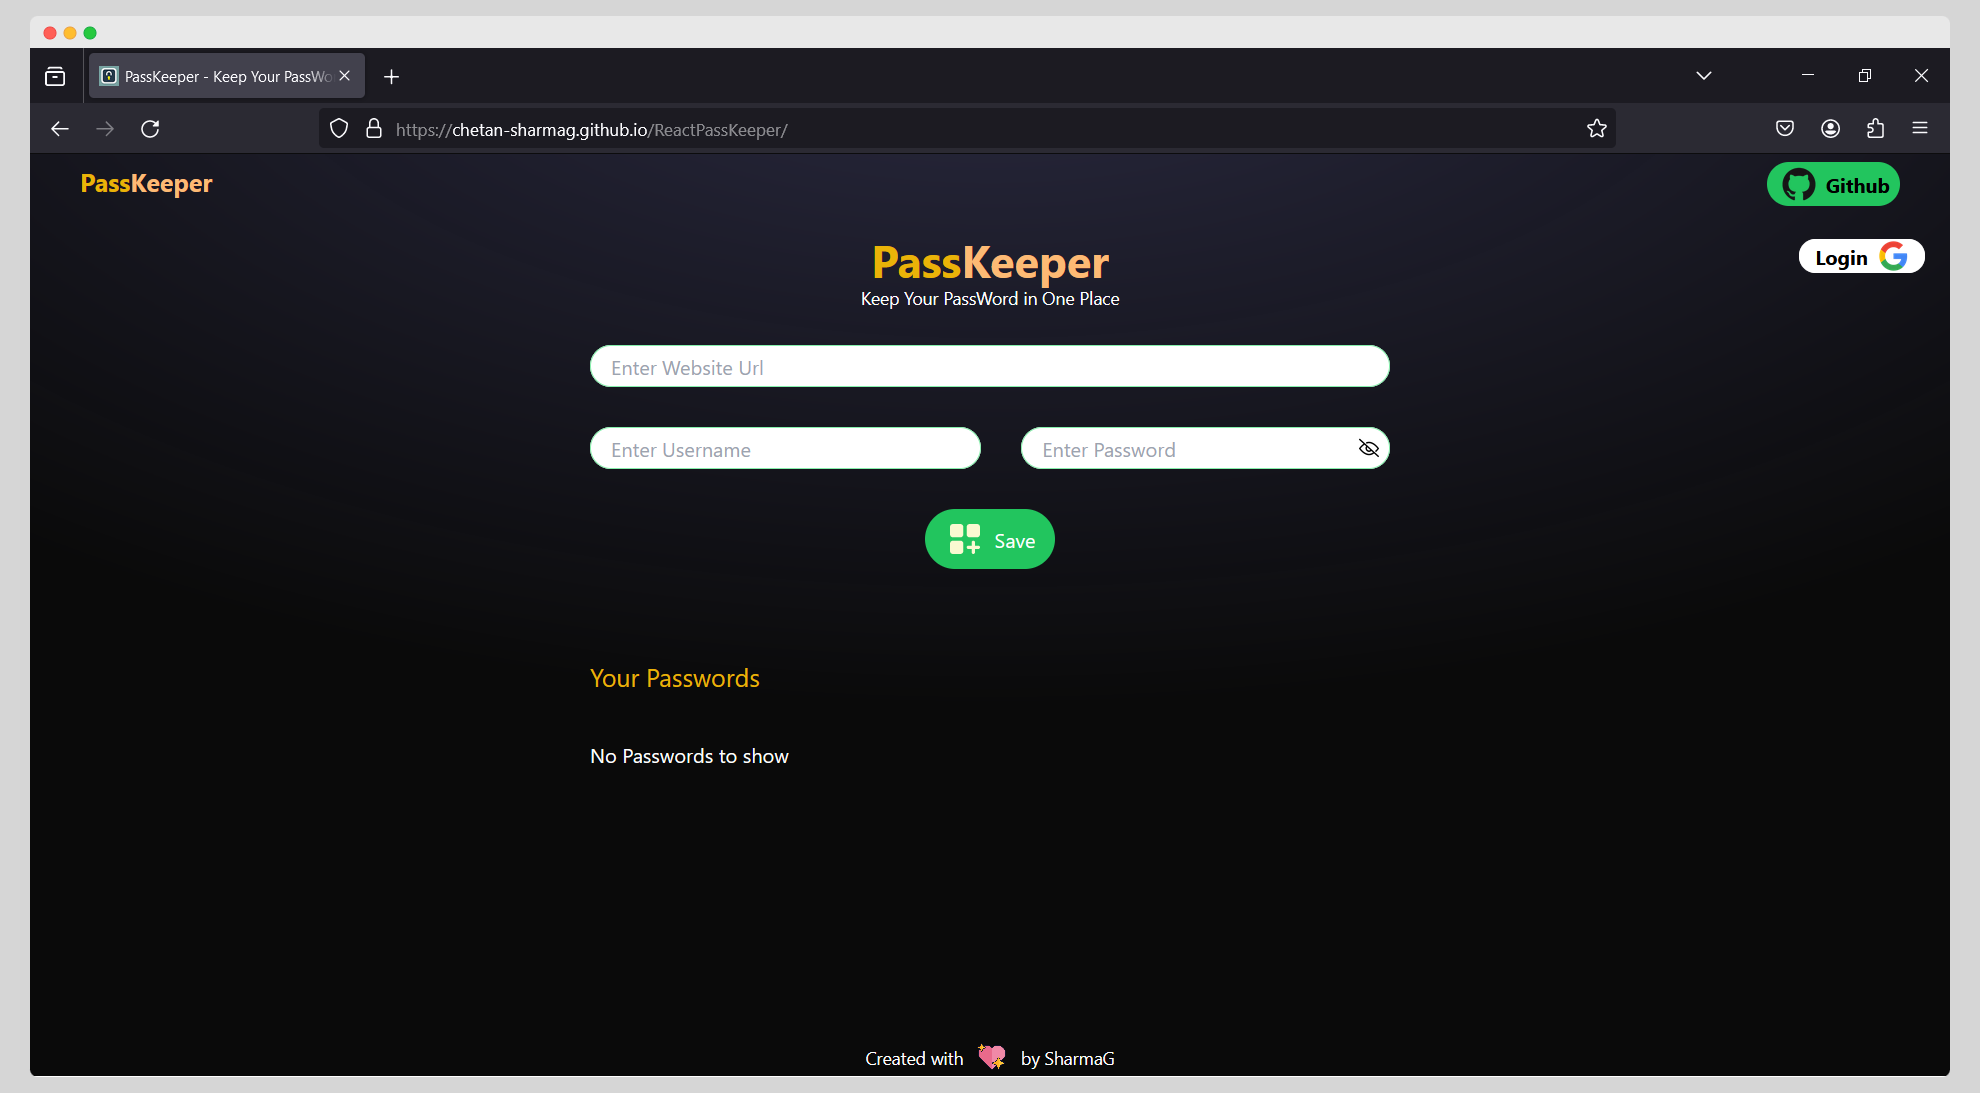 PassKeeper - Keep Your PassWo
https://chetan-sharmag.github.io/ReactPassKeeper/
PassKeeper
Github
Login
PassKeeper
Keep Your PassWord in One Place
Enter Website Url
Enter Username
Enter Password
Save
Your Passwords
No Passwords to show
Created with by SharmaG